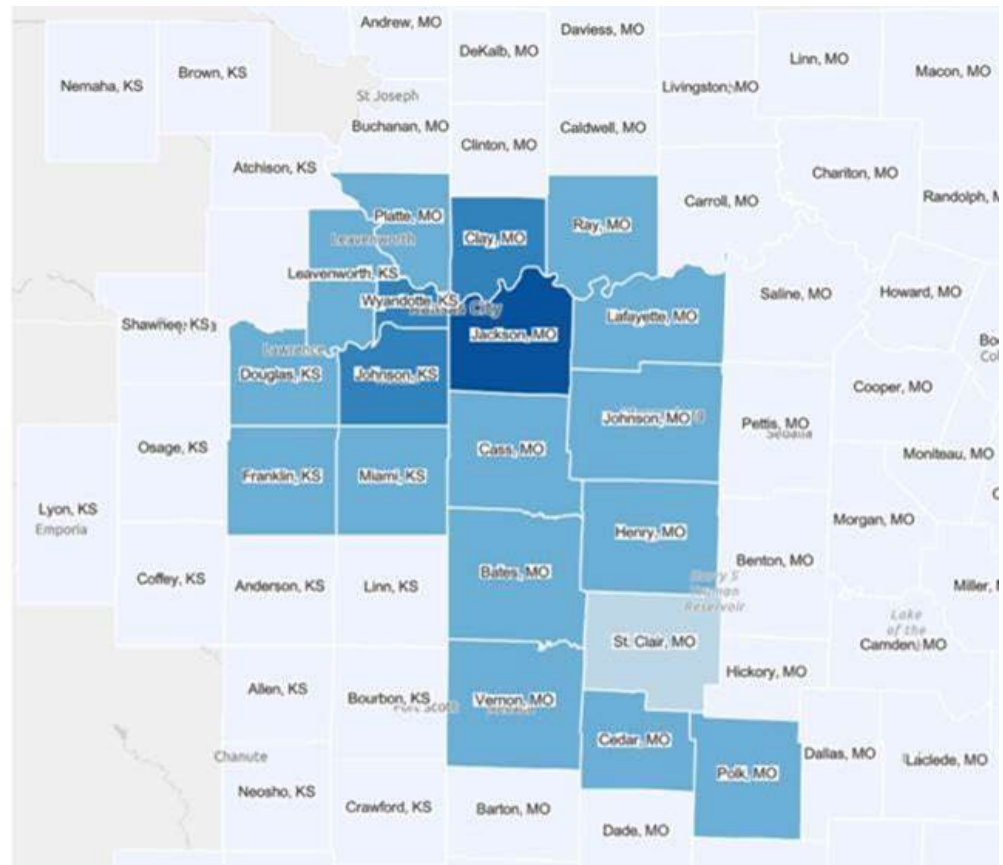 Andrew, MO
Daviess, MO
DeKalb, MO
Linn, MO
Macon, MO
Brown, KS
Nemaha, KS
Livingston, MO
St Joseph
Buchanan, MO
Caldwell, MO
Clinton, MO
Atchison, KS
Chariton, MO
Carroll, MO
Randolph, M
Platte, MO
Ray, MO
Clay, MO
Leavenworth
Leavenworth, KS
Wyandotte, KS
City
Saline, MO
Howard, MO
Shawnee, KS
Lafayette, MO
Jackson, MO
Boo
Co
Lawrence
Douglas, KS
Johnson, KS
Cooper, MO
Johnson, MO
Pettis, MO
Sedalia
Osage, KS
Cass, MO
Moniteau, MO
Franklin, KS
Miami, KS
Lyon, KS
Emporia
Morgan, MO
Henry, MO
Benton, MO
Coffey, KS
Anderson, KS
Linn, KS
Bates, MO
Harry S
Truman
Reservoir
Miller, M
Lake
of the
St. Clair, MO
Camden, MO
Hickory, MO
Allen, KS
Bourbon, KS
Fort Scott
Vernon, MO
Cedar, MO
Chanute
Dallas, MO
Laclede, MO
Polk, MO
Neosho, KS
Crawford, KS
Barton, MO
Dade, MO